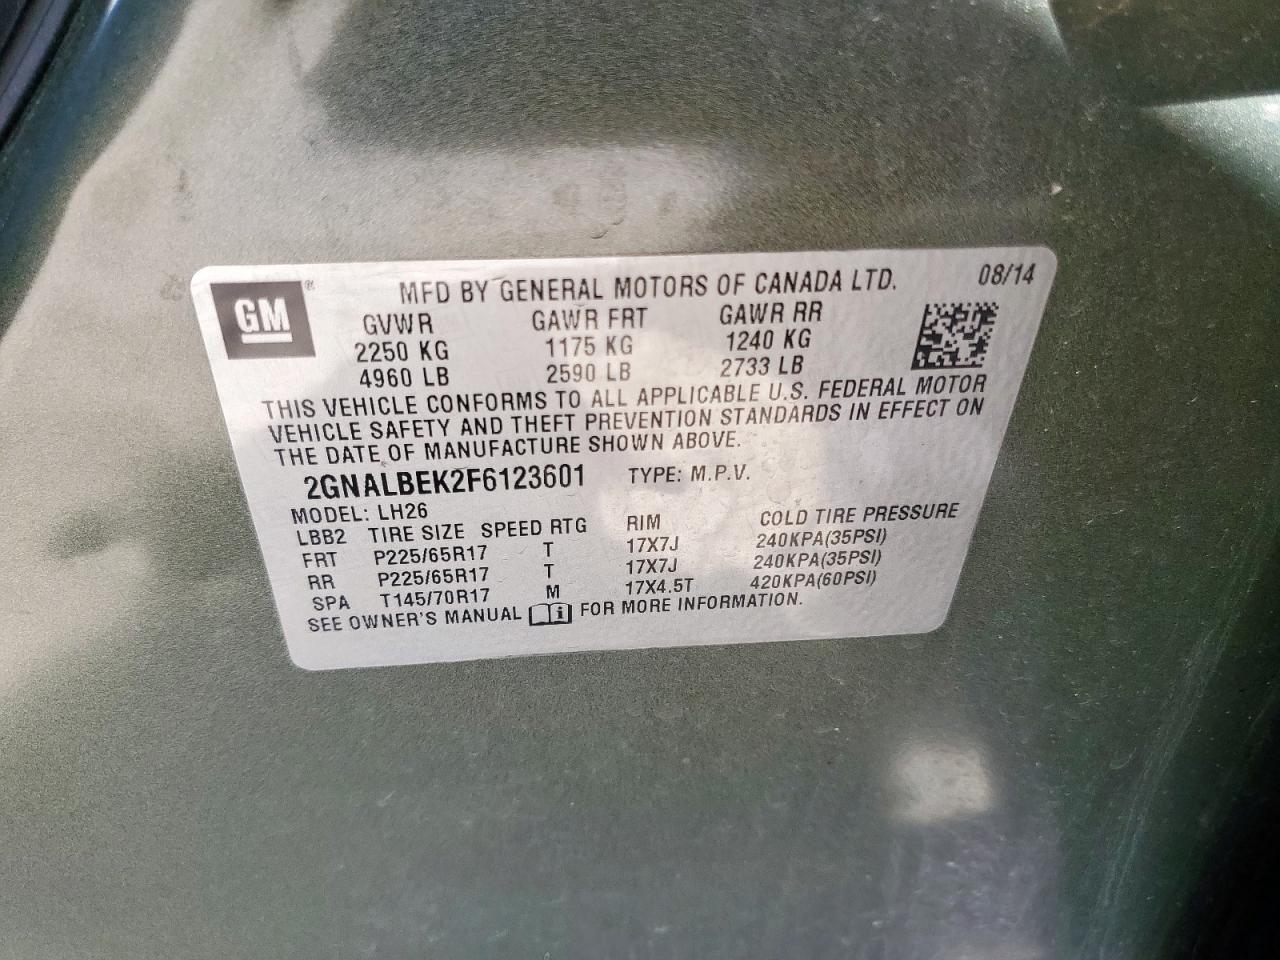 GM®
MFD BY GENERAL MOTORS OF CANADA LTD. 08/14
GVWR GAWR FRT GAWR RR
2250 KG 1175 KG 1240 KG
4960 LB 2590 LB 2733 LB
THIS VEHICLE CONFORMS TO ALL APPLICABLE U.S. FEDERAL MOTOR
VEHICLE SAFETY AND THEFT PREVENTION STANDARDS IN EFFECT ON
THE DATE OF MANUFACTURE SHOWN ABOVE.
2GNALBEK2F6123601 TYPE: M.P.V.
MODEL: LH26
LBB2 TIRE SIZE SPEED RTG RIM COLD TIRE PRESSURE
FRT P225/65R17 T 17X7J 240KPA(35PSI)
RR P225/65R17 T 17X7J 240KPA(35PSI)
SPA T145/70R17 M 17X4.5T 420KPA(60PSI)
SEE OWNER'S MANUAL i FOR MORE INFORMATION.